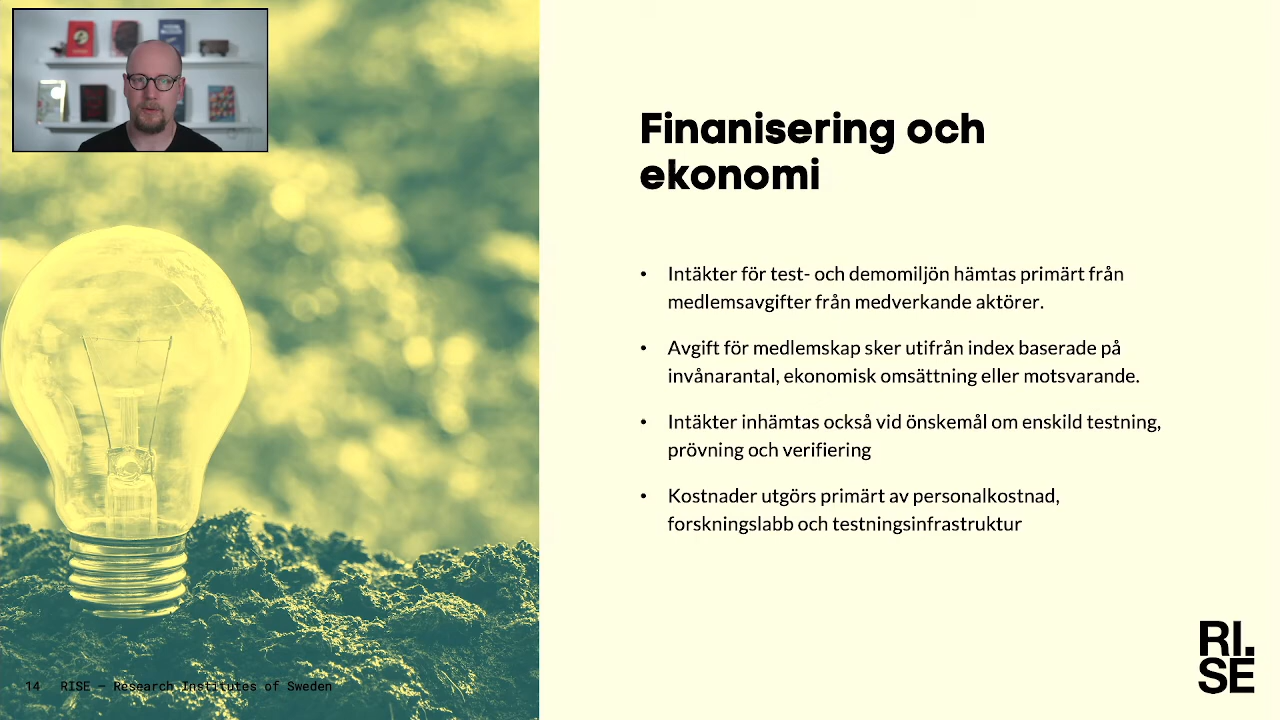 Finanisering och
ekonomi
• Intäkter för test- och demomiljön hämtas primärt från
medlemsavgifter från medverkande aktörer.
• Avgift för medlemskap sker utifrån index baserade på
invånarantal, ekonomisk omsättning eller motsvarande.
• Intäkter inhämtas också vid önskemål om enskild testning,
prövning och verifiering
• Kostnader utgörs primärt av personalkostnad,
forskningslabb och testningsinfrastruktur
14 RISE — Research Institutes of Sweden
RI.
SE